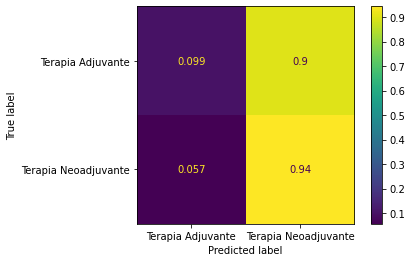 Terapia Adjuvante 0.099 0.9
Terapia Neoadjuvante 0.057 0.94
True label
Terapia Adjuvante Terapia Neoadjuvante
Predicted label
0.9
0.8
0.7
0.6
0.5
0.4
0.3
0.2
0.1